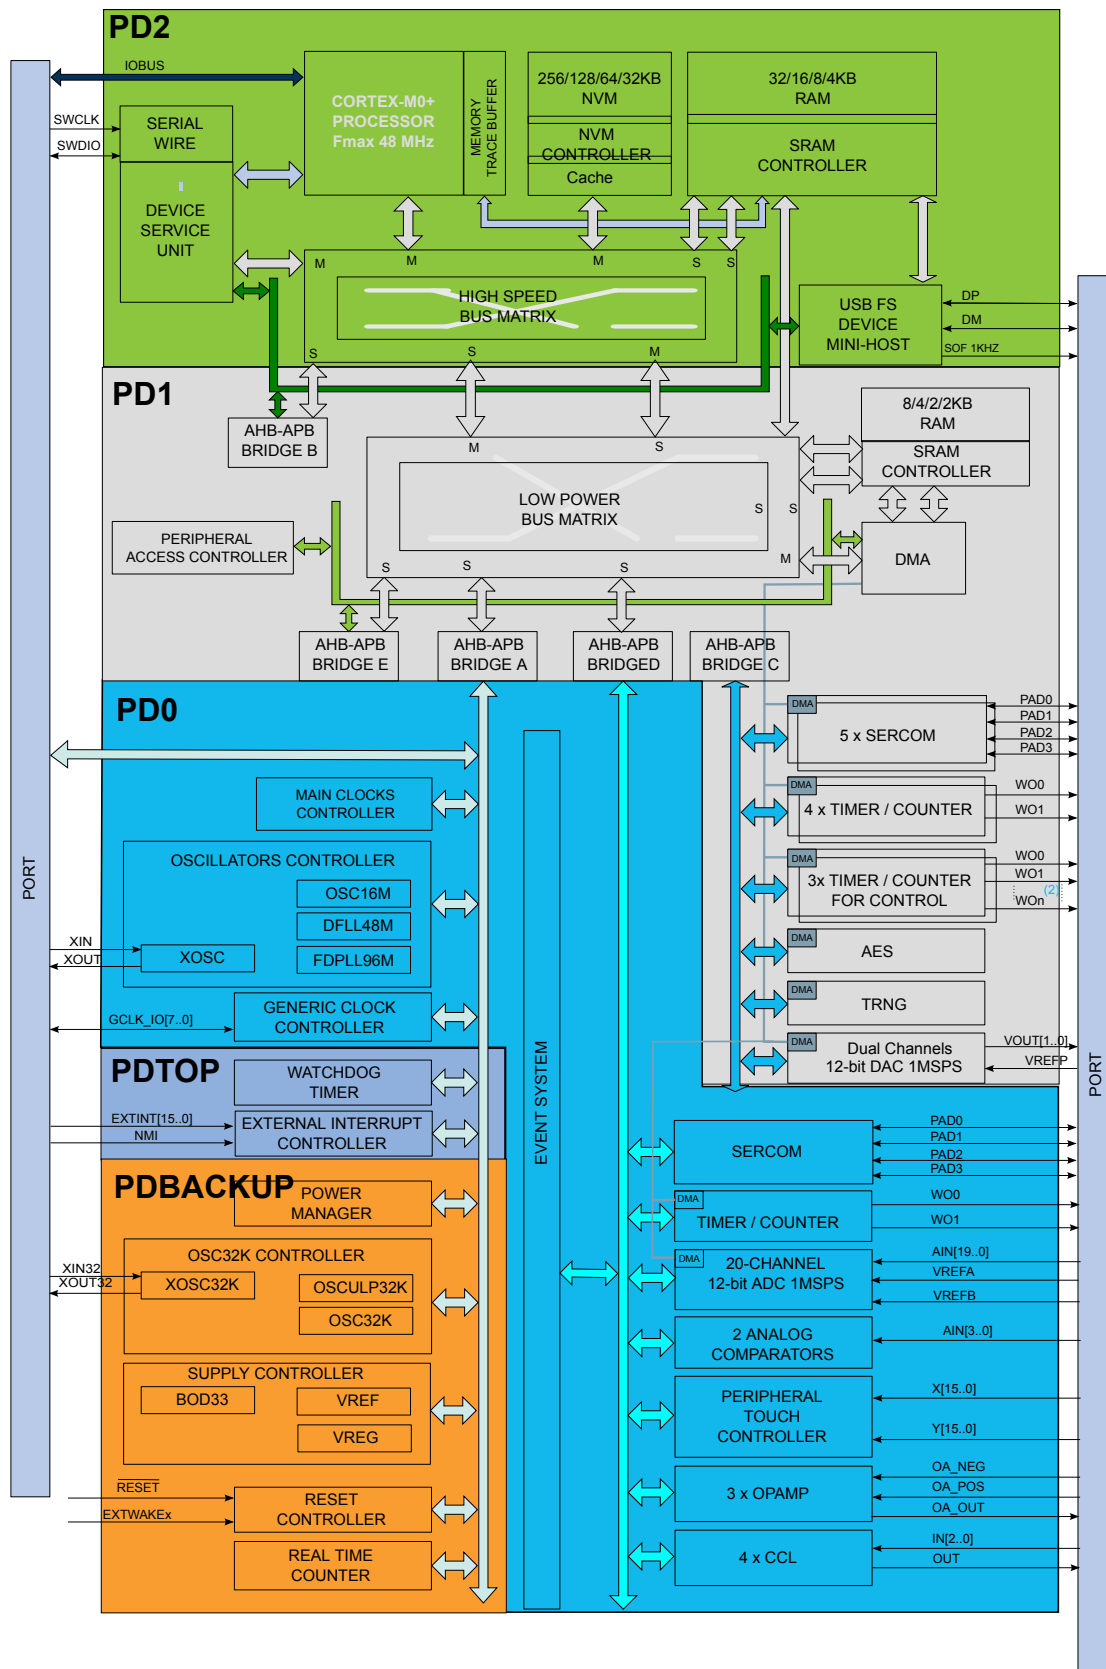 PD2
IOBUS
SWCLK
SWDIO
SERIAL
WIRE
DEVICE
SERVICE
UNIT
CORTEX-M0+
PROCESSOR
Fmax 48 MHz
MEMORY
TRACE BUFFER
256/128/64/32KB
NVM
NVM
CONTROLLER
Cache
32/16/8/4KB
RAM
SRAM
CONTROLLER
M
M
M
S
S
HIGH SPEED
BUS MATRIX
S
S
M
USB FS
DEVICE
MINI-HOST
DP
DM
SOF 1KHZ
PD1
AHB-APB
BRIDGE B
8/4/2/2KB
RAM
SRAM
CONTROLLER
M
S
LOW POWER
BUS MATRIX
S
S
M
S
S
S
PERIPHERAL
ACCESS CONTROLLER
DMA
AHB-APB
BRIDGE E
AHB-APB
BRIDGE A
AHB-APB
BRIDGED
AHB-APB
BRIDGE C
PD0
DMA
5 x SERCOM
PAD0
PAD1
PAD2
PAD3
MAIN CLOCKS
CONTROLLER
DMA
4 x TIMER / COUNTER
WO0
WO1
OSCILLATORS CONTROLLER
OSC16M
DFLL48M
FDPLL96M
XOSC
XIN
XOUT
DMA
3x TIMER / COUNTER
FOR CONTROL
WO0
WO1
(2)
WOn
PORT
DMA
AES
DMA
TRNG
GCLK_IO[7..0]
GENERIC CLOCK
CONTROLLER
DMA
Dual Channels
12-bit DAC 1MSPS
VOUT[1..0]
VREFP
PORT
PDTOP
WATCHDOG
TIMER
EXTINT[15..0]
NMI
EXTERNAL INTERRUPT
CONTROLLER
EVENT SYSTEM
SERCOM
PAD0
PAD1
PAD2
PAD3
PDBACKUP
POWER
MANAGER
DMA
TIMER / COUNTER
WO0
WO1
OSC32K CONTROLLER
XOSC32K
OSCULP32K
OSC32K
XIN32
XOUT32
DMA
20-CHANNEL
12-bit ADC 1MSPS
AIN[19..0]
VREFA
VREFB
2 ANALOG
COMPARATORS
AIN[3..0]
SUPPLY CONTROLLER
BOD33
VREF
VREG
PERIPHERAL
TOUCH
CONTROLLER
X[15..0]
Y[15..0]
RESET
EXTWAKEx
RESET
CONTROLLER
3 x OPAMP
OA_NEG
OA_POS
OA_OUT
REAL TIME
COUNTER
4 x CCL
IN[2..0]
OUT